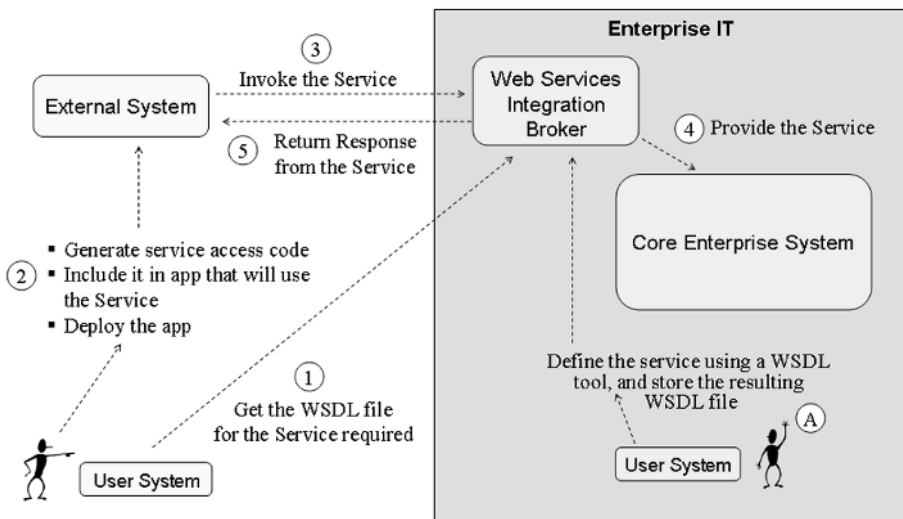 Enterprise IT
3
Invoke the Service
External System
Web Services
Integration
Broker
5
Return Response
from the Service
4
Provide the Service
Core Enterprise System
2
▪ Generate service access code
▪ Include it in app that will use
the Service
▪ Deploy the app
1
Get the WSDL file
for the Service required
User System
Define the service using a WSDL
tool, and store the resulting
WSDL file
A
User System